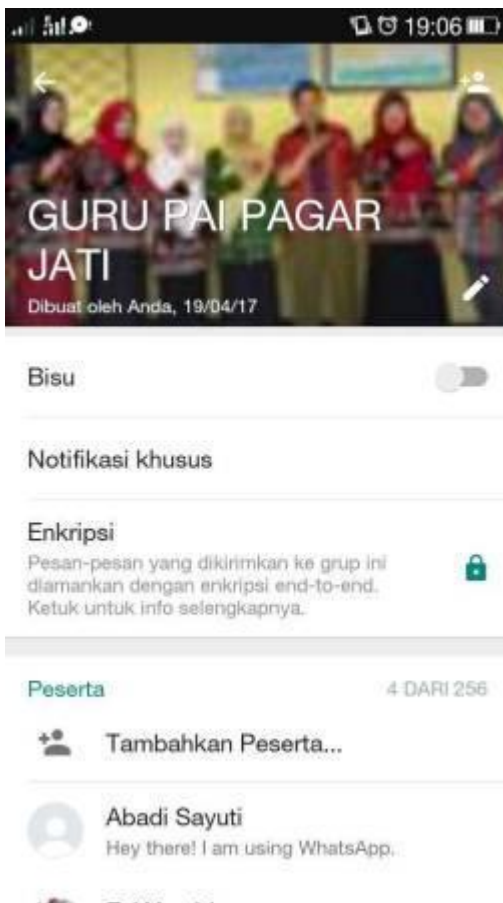 19:06
GURU PAI PAGAR
JATI
Dibuat oleh Anda, 19/04/17
Bisu
Notifikasi khusus
Enkripsi
Pesan-pesan yang dikirimkan ke grup ini
diamankan dengan enkripsi end-to-end.
Ketuk untuk info selengkapnya.
Peserta 4 DARI 256
Tambahkan Peserta...
Abadi Sayuti
Hey there! I am using WhatsApp.